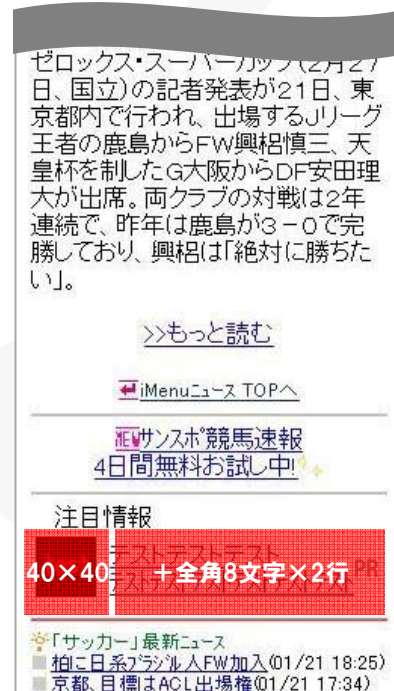 ゼロックス・スーパーカップ(2月27
日、国立)の記者発表が21日、東
京都内で行われ、出場するJリーグ
王者の鹿島からFW興梠慎三、天
皇杯を制したG大阪からDF安田理
大が出席。両クラブの対戦は2年
連続で、昨年は鹿島が3－0で完
勝しており、興梠は「絶対に勝ちた
い」。
>>もっと読む
iMenuニュース TOPへ
NEWサンスポ競馬速報
4日間無料お試し中!
注目情報
テストテストテスト
40×40 ＋全角8文字×2行 PR
「サッカー」最新ニュース
柏に日系ブラジル人FW加入(01/21 18:25)
京都、目標はACL出場権(01/21 17:34)